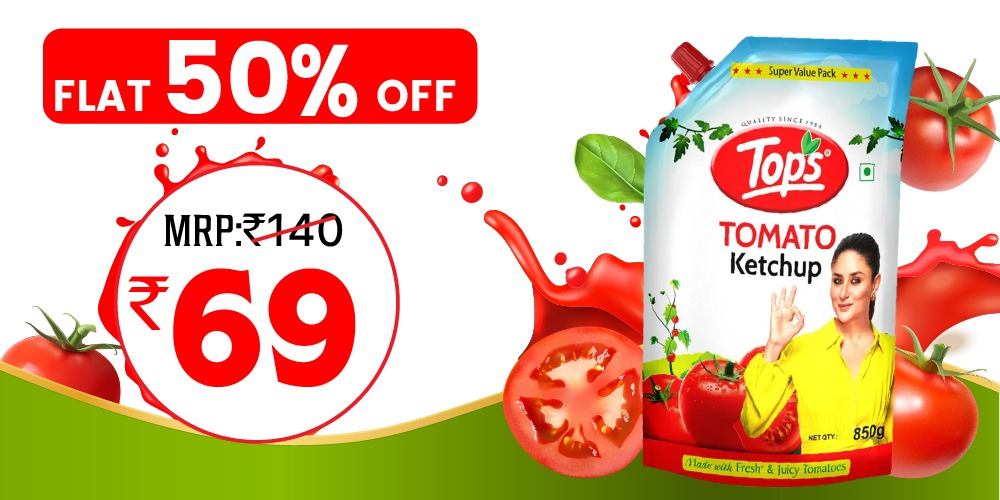 FLAT 50% OFF
MRP:₹140
₹69
★ ★ ★ Super Value Pack ★ ★ ★
QUALITY SINCE 1984
Tops®
TOMATO
Ketchup
NET QTY.: 850g
Made with Fresh* & Juicy Tomatoes